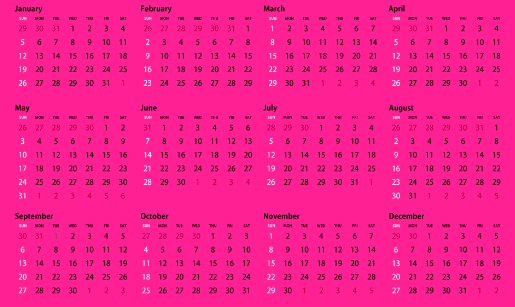 January
SUN MON TUE WED THU FRI SAT
29 30 31 1 2 3 4
5 6 7 8 9 10 11
12 13 14 15 16 17 18
19 20 21 22 23 24 25
26 27 28 29 30 31 1
February
SUN MON TUE WED THU FRI SAT
26 27 28 29 30 31 1
2 3 4 5 6 7 8
9 10 11 12 13 14 15
16 17 18 19 20 21 22
23 24 25 26 27 28 29
March
SUN MON TUE WED THU FRI SAT
1 2 3 4 5 6 7
8 9 10 11 12 13 14
15 16 17 18 19 20 21
22 23 24 25 26 27 28
29 30 31 1 2 3 4
April
SUN MON TUE WED THU FRI SAT
29 30 31 1 2 3 4
5 6 7 8 9 10 11
12 13 14 15 16 17 18
19 20 21 22 23 24 25
26 27 28 29 30 1 2
May
SUN MON TUE WED THU FRI SAT
26 27 28 29 30 1 2
3 4 5 6 7 8 9
10 11 12 13 14 15 16
17 18 19 20 21 22 23
24 25 26 27 28 29 30
31 1 2 3 4 5 6
June
SUN MON TUE WED THU FRI SAT
31 1 2 3 4 5 6
7 8 9 10 11 12 13
14 15 16 17 18 19 20
21 22 23 24 25 26 27
28 29 30 1 2 3 4
July
SUN MON TUE WED THU FRI SAT
28 29 30 1 2 3 4
5 6 7 8 9 10 11
12 13 14 15 16 17 18
19 20 21 22 23 24 25
26 27 28 29 30 31 1
August
SUN MON TUE WED THU FRI SAT
26 27 28 29 30 31 1
2 3 4 5 6 7 8
9 10 11 12 13 14 15
16 17 18 19 20 21 22
23 24 25 26 27 28 29
30 31 1 2 3 4 5
September
SUN MON TUE WED THU FRI SAT
30 31 1 2 3 4 5
6 7 8 9 10 11 12
13 14 15 16 17 18 19
20 21 22 23 24 25 26
27 28 29 30 1 2 3
October
SUN MON TUE WED THU FRI SAT
27 28 29 30 1 2 3
4 5 6 7 8 9 10
11 12 13 14 15 16 17
18 19 20 21 22 23 24
25 26 27 28 29 30 31
November
SUN MON TUE WED THU FRI SAT
1 2 3 4 5 6 7
8 9 10 11 12 13 14
15 16 17 18 19 20 21
22 23 24 25 26 27 28
29 30 1 2 3 4 5
December
SUN MON TUE WED THU FRI SAT
29 30 1 2 3 4 5
6 7 8 9 10 11 12
13 14 15 16 17 18 19
20 21 22 23 24 25 26
27 28 29 30 31 1 2